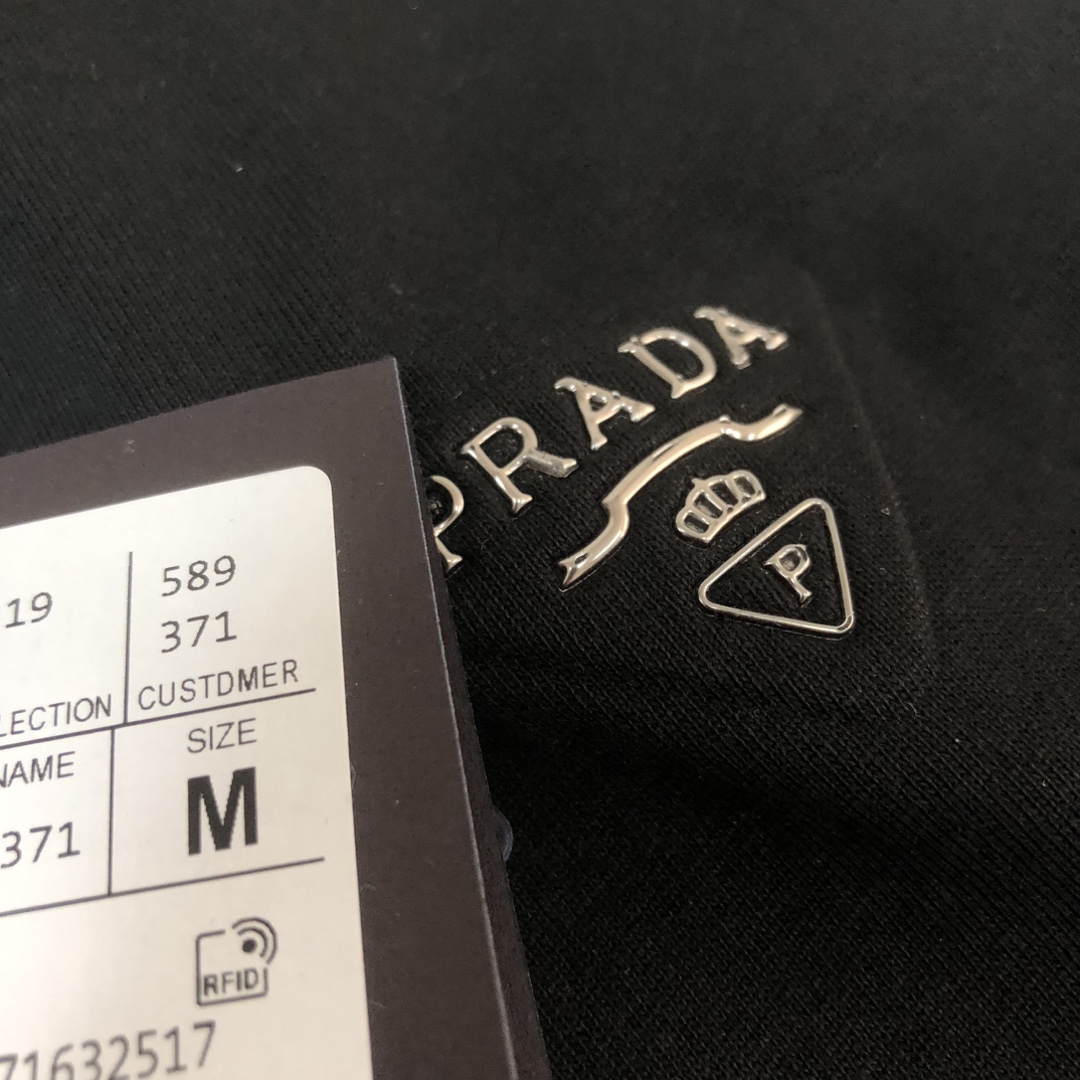 PRADA
P
19
589
371
LECTION
CUSTDMER
NAME
SIZE
371
M
RFID
71632517